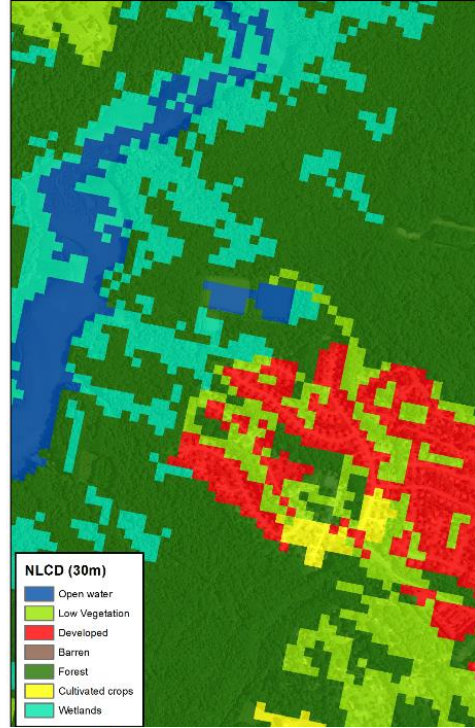 NLCD (30m)
Open water
Low Vegetation
Developed
Barren
Forest
Cultivated crops
Wetlands